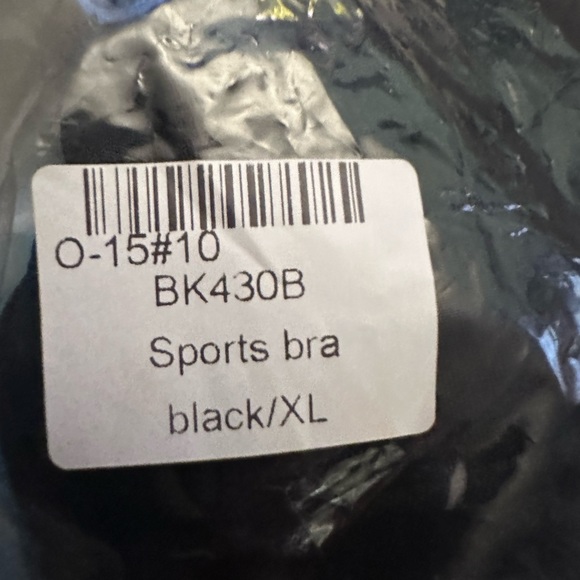 O-15#10
BK430B
Sports bra
black/XL